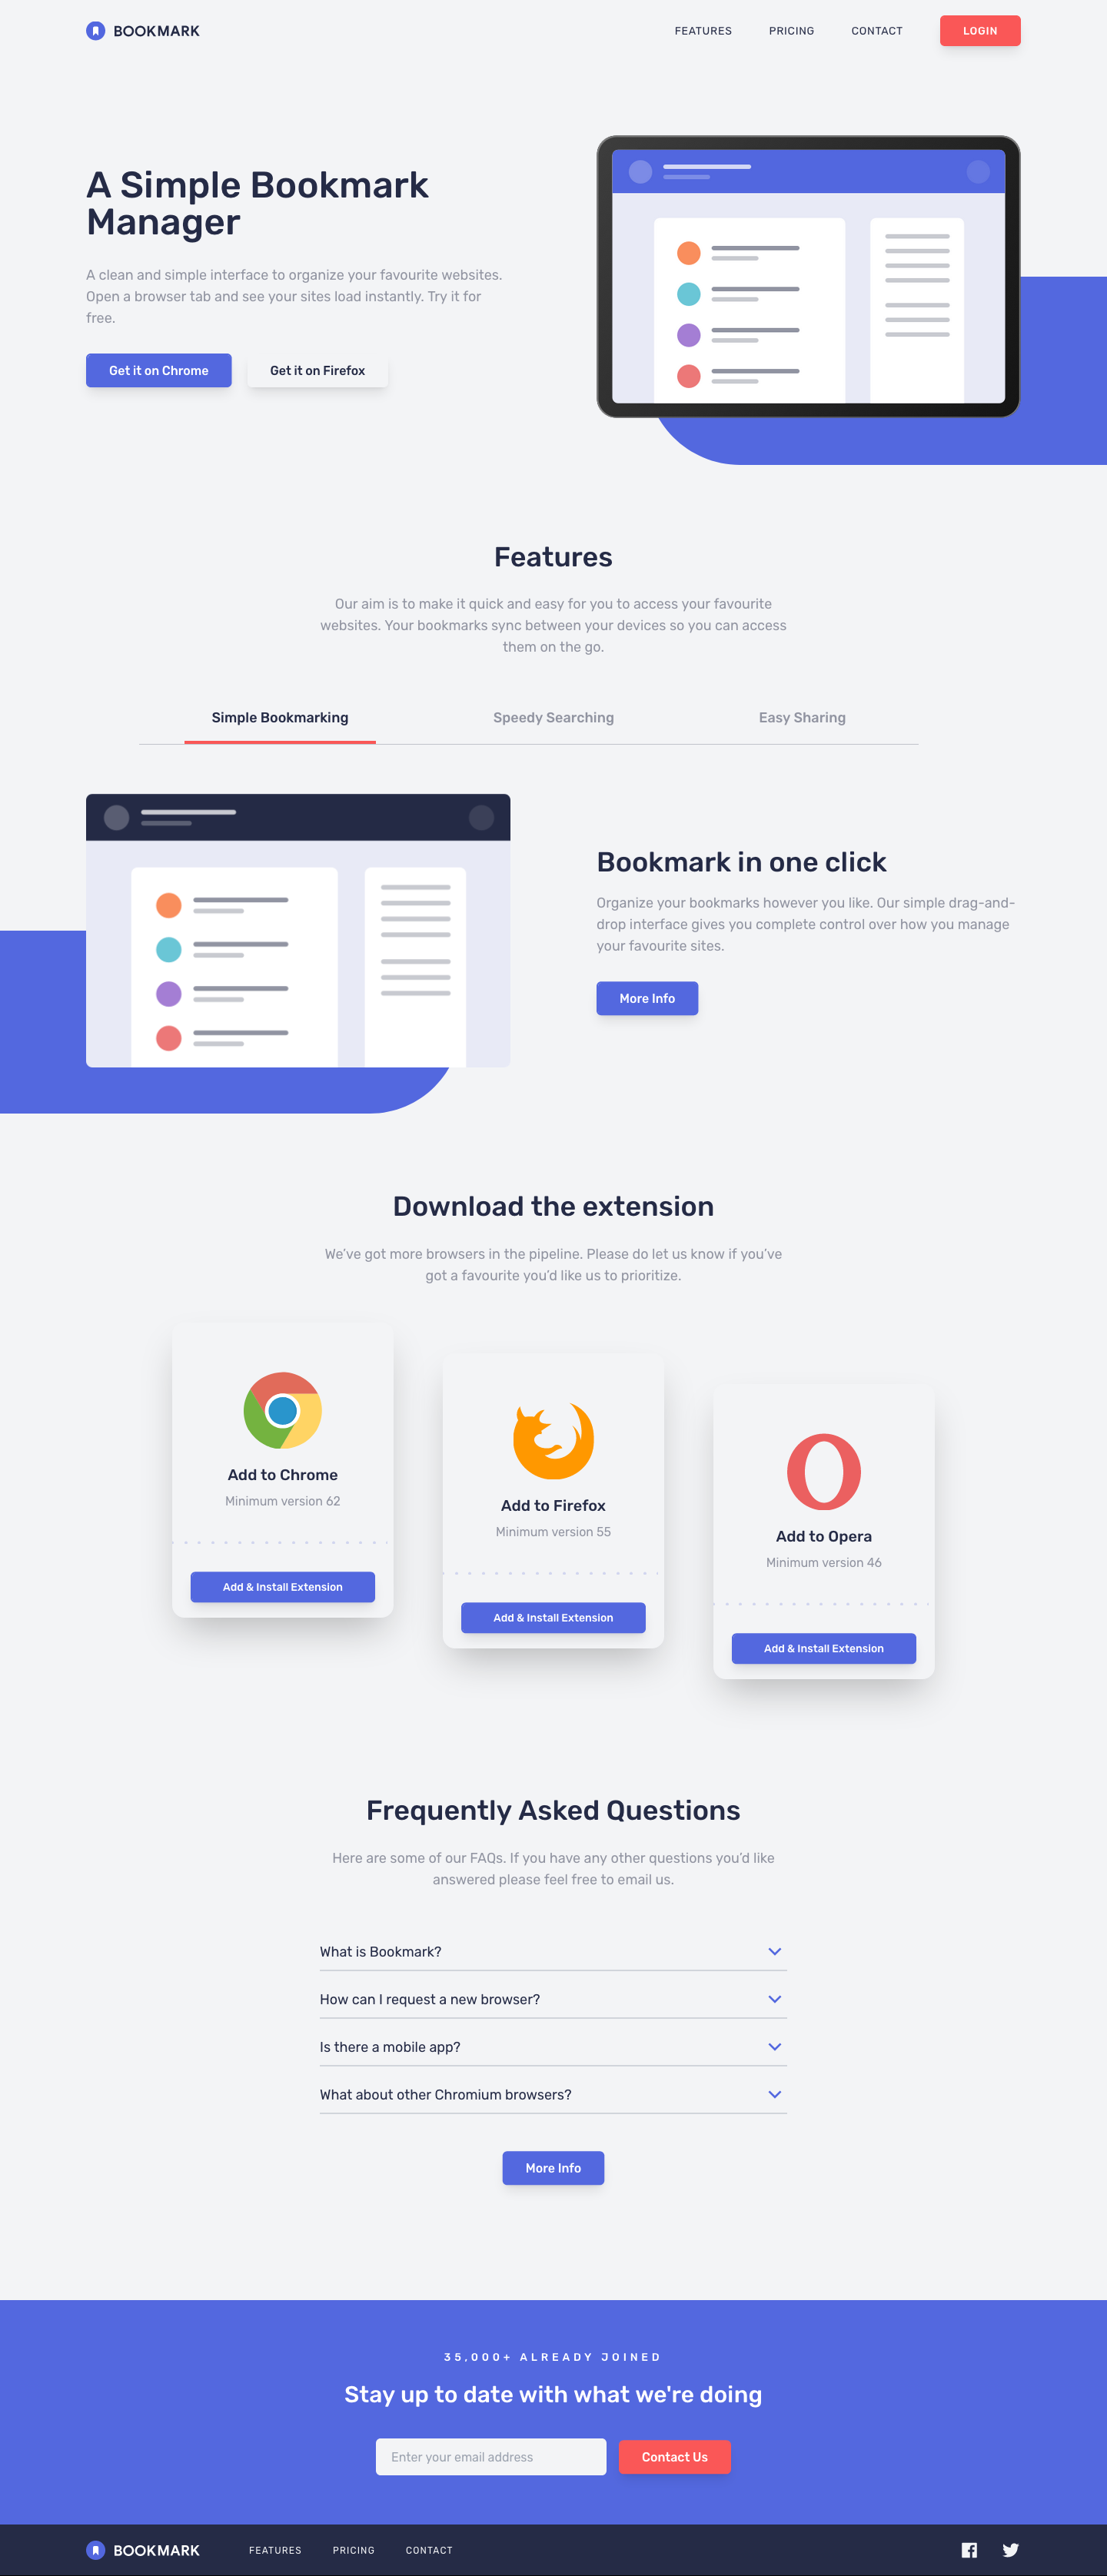 BOOKMARK
FEATURES PRICING CONTACT LOGIN
A Simple Bookmark
Manager
A clean and simple interface to organize your favourite websites.
Open a browser tab and see your sites load instantly. Try it for
free.
Get it on Chrome Get it on Firefox
Features
Our aim is to make it quick and easy for you to access your favourite
websites. Your bookmarks sync between your devices so you can access
them on the go.
Simple Bookmarking Speedy Searching Easy Sharing
Bookmark in one click
Organize your bookmarks however you like. Our simple drag-and-
drop interface gives you complete control over how you manage
your favourite sites.
More Info
Download the extension
We've got more browsers in the pipeline. Please do let us know if you've
got a favourite you'd like us to prioritize.
Add to Chrome
Minimum version 62
Add & Install Extension
Add to Firefox
Minimum version 55
Add & Install Extension
Add to Opera
Minimum version 46
Add & Install Extension
Frequently Asked Questions
Here are some of our FAQs. If you have any other questions you'd like
answered please feel free to email us.
What is Bookmark?
How can I request a new browser?
Is there a mobile app?
What about other Chromium browsers?
More Info
35,000+ ALREADY JOINED
Stay up to date with what we're doing
Enter your email address Contact Us
BOOKMARK FEATURES PRICING CONTACT